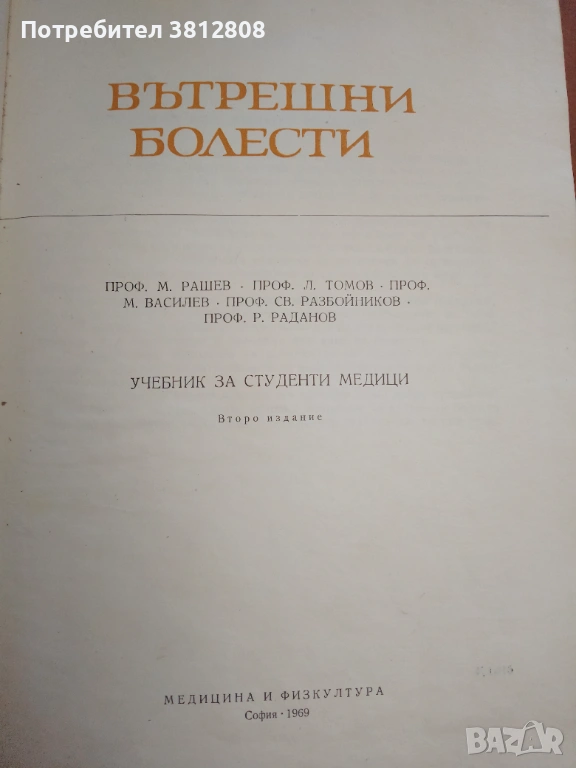 Потребител 3812808
ВЪТРЕШНИ
БОЛЕСТИ
ПРОФ. М. РАШЕВ · ПРОФ. Л. ТОМОВ · ПРОФ.
М. ВАСИЛЕВ · ПРОФ. СВ. РАЗБОЙНИКОВ ·
ПРОФ. Р. РАДАНОВ
УЧЕБНИК ЗА СТУДЕНТИ МЕДИЦИ
Второ издание
МЕДИЦИНА И ФИЗКУЛТУРА
София · 1969
BAZAR